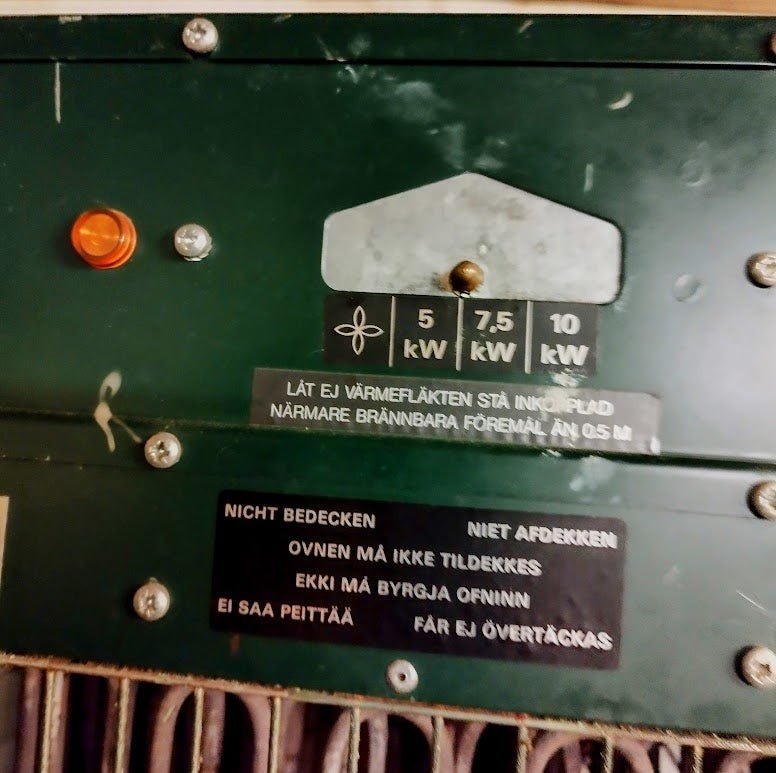 5 7,5 10
kW kW kW
LÅT EJ VÄRMEFLÄKTEN STÅ INKOPPLAD
NÄRMARE BRÄNNBARA FÖREMÅL ÄN 0.5 M
NICHT BEDECKEN NIET AFDEKKEN
OVNEN MÅ IKKE TILDEKKES
EKKI MÁ BYRGJA OFNINN
EI SAA PEITTÄÄ FÅR EJ ÖVERTÄCKAS